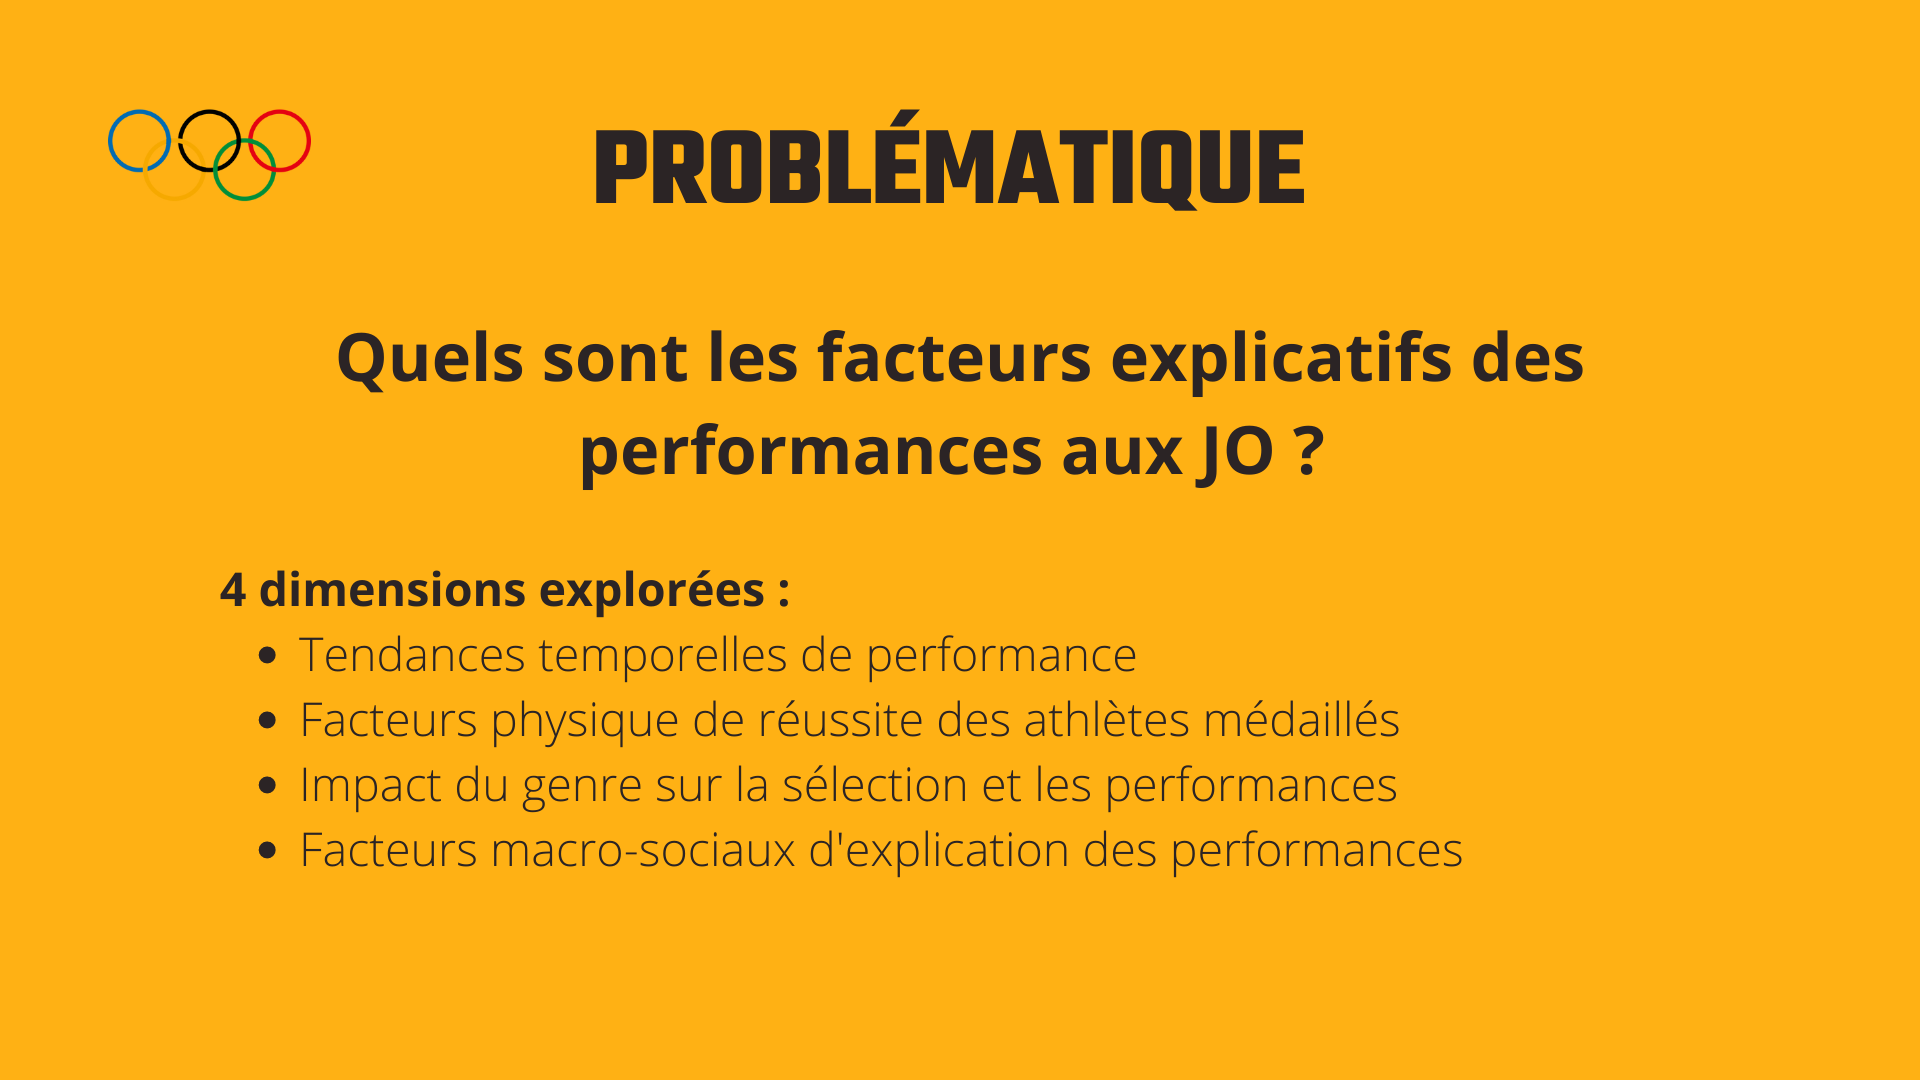 PROBLÉMATIQUE
Quels sont les facteurs explicatifs des
performances aux JO ?
4 dimensions explorées :
• Tendances temporelles de performance
• Facteurs physique de réussite des athlètes médaillés
• Impact du genre sur la sélection et les performances
• Facteurs macro-sociaux d'explication des performances